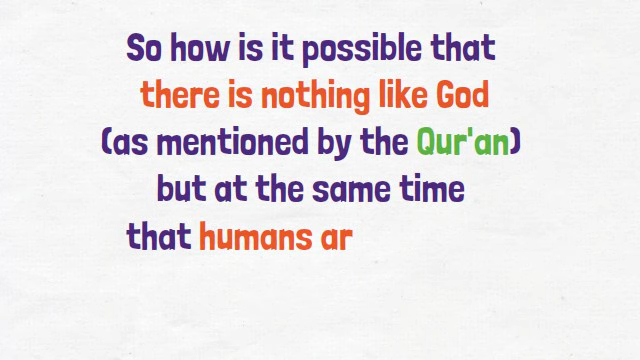 So how is it possible that
there is nothing like God
(as mentioned by the Qur'an)
but at the same time
that humans ar